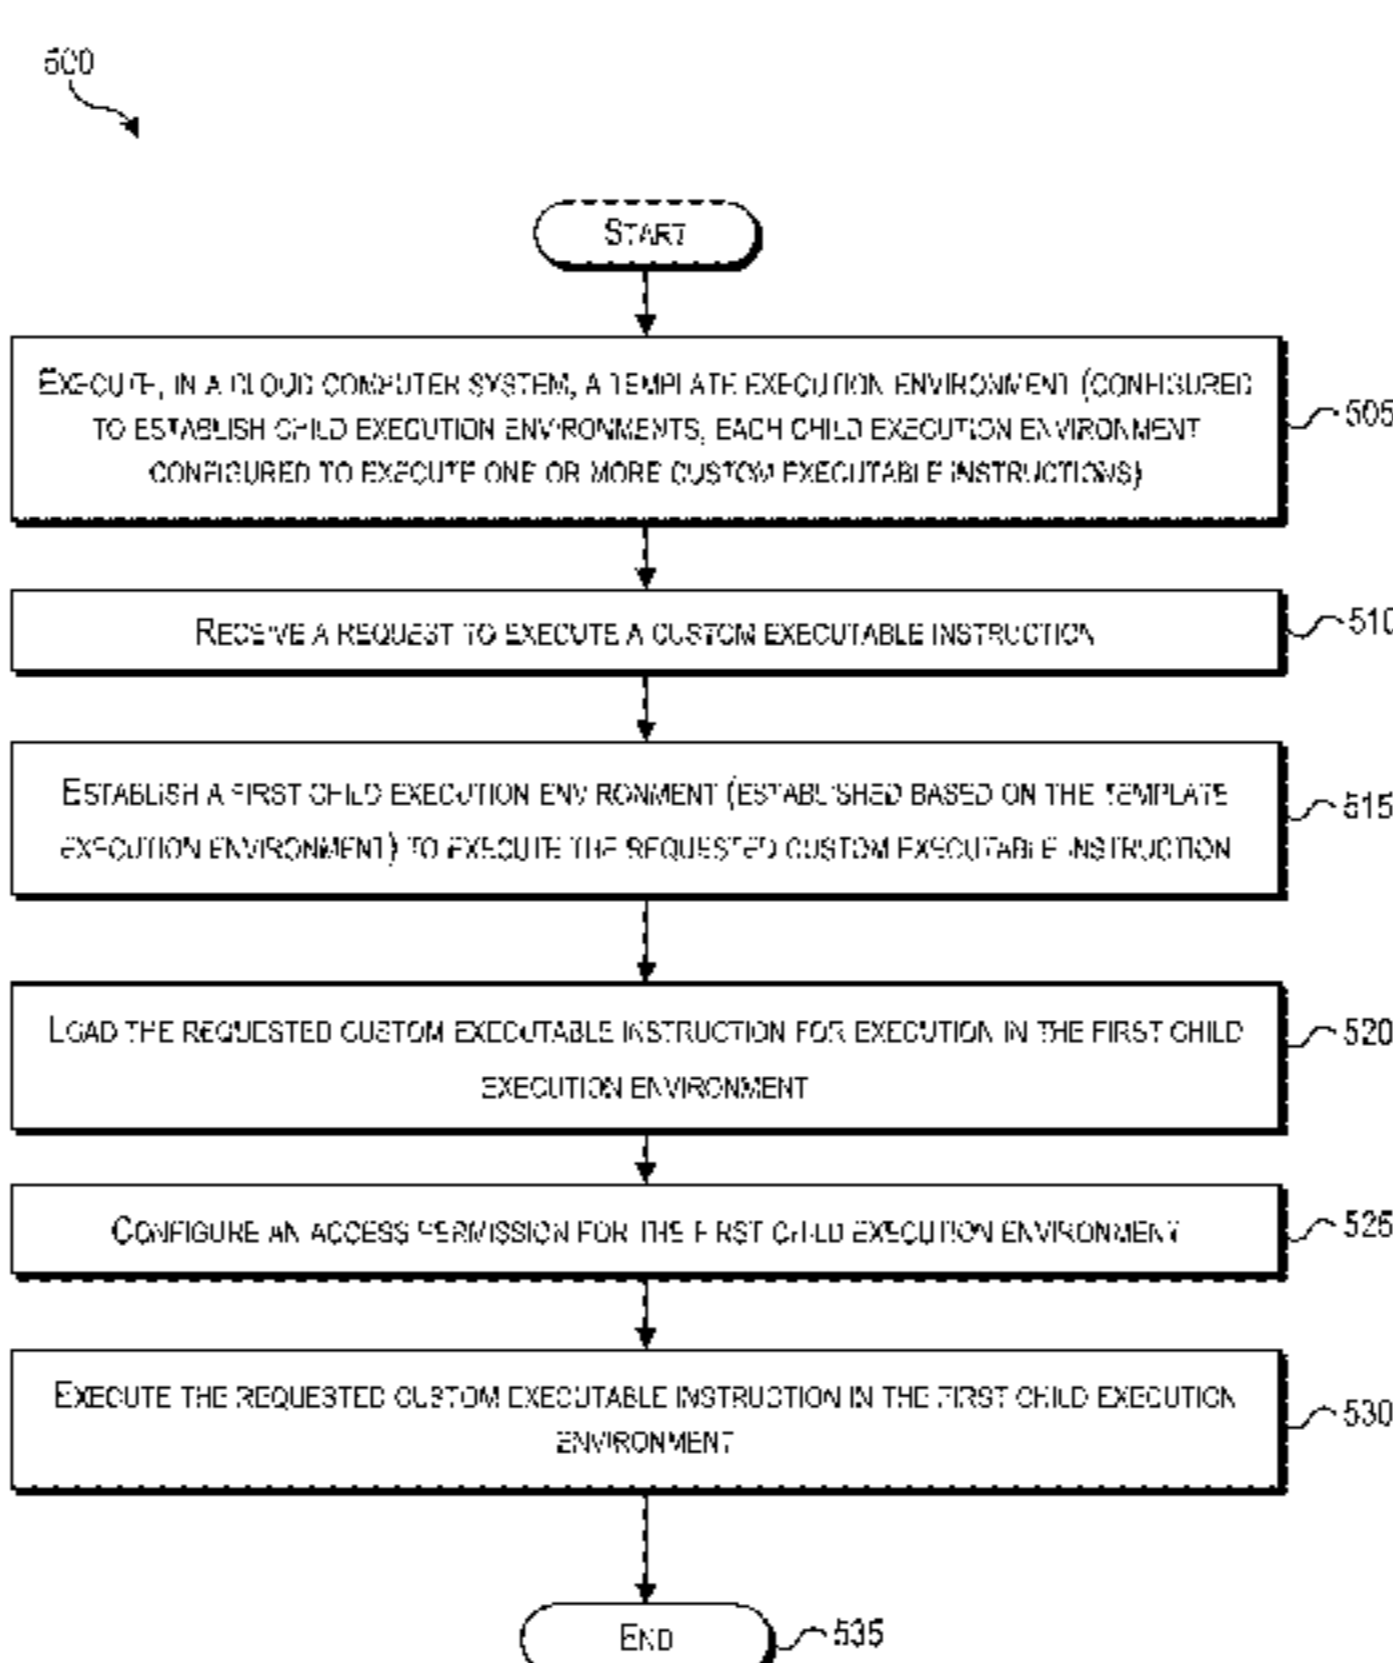 500
START
EXECUTE, IN A CLOUD COMPUTER SYSTEM, A TEMPLATE EXECUTION ENVIRONMENT (CONFIGURED
TO ESTABLISH CHILD EXECUTION ENVIRONMENTS, EACH CHILD EXECUTION ENVIRONMENT
CONFIGURED TO EXECUTE ONE OR MORE CUSTOM EXECUTABLE INSTRUCTIONS)
505
RECEIVE A REQUEST TO EXECUTE A CUSTOM EXECUTABLE INSTRUCTION
510
ESTABLISH A FIRST CHILD EXECUTION ENVIRONMENT (ESTABLISHED BASED ON THE TEMPLATE
EXECUTION ENVIRONMENT) TO EXECUTE THE REQUESTED CUSTOM EXECUTABLE INSTRUCTION
515
LOAD THE REQUESTED CUSTOM EXECUTABLE INSTRUCTION FOR EXECUTION IN THE FIRST CHILD
EXECUTION ENVIRONMENT
520
CONFIGURE AN ACCESS PERMISSION FOR THE FIRST CHILD EXECUTION ENVIRONMENT
525
EXECUTE THE REQUESTED CUSTOM EXECUTABLE INSTRUCTION IN THE FIRST CHILD EXECUTION
ENVIRONMENT
530
END
535